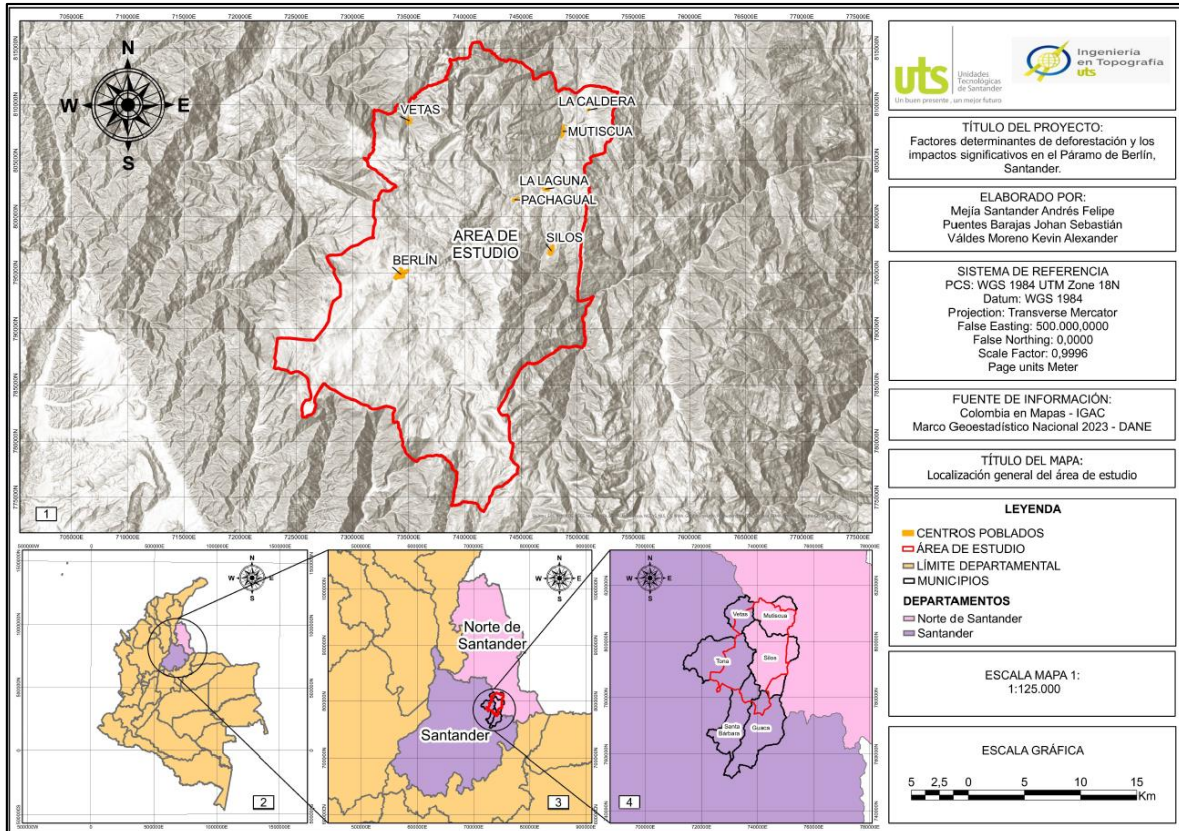 N
W
E
S
VETAS
LA CALDERA
MUTISCUA
LA LAGUNA
PACHAGUAL
ÁREA DE
ESTUDIO
SILOS
BERLÍN
1
uts
Unidades
Tecnológicas
de Santander
Un buen presente, un mejor futuro
Ingeniería
en Topografía
uts
TÍTULO DEL PROYECTO:
Factores determinantes de deforestación y los
impactos significativos en el Páramo de Berlín,
Santander.
ELABORADO POR:
Mejía Santander Andrés Felipe
Puentes Barajas Johan Sebastián
Váldes Moreno Kevin Alexander
SISTEMA DE REFERENCIA
PCS: WGS 1984 UTM Zone 18N
Datum: WGS 1984
Projection: Transverse Mercator
False Easting: 500.000,0000
False Northing: 0,0000
Scale Factor: 0,9996
Page units Meter
FUENTE DE INFORMACIÓN:
Colombia en Mapas - IGAC
Marco Geoestadístico Nacional 2023 - DANE
TÍTULO DEL MAPA:
Localización general del área de estudio
LEYENDA
CENTROS POBLADOS
ÁREA DE ESTUDIO
LÍMITE DEPARTAMENTAL
MUNICIPIOS
DEPARTAMENTOS
Norte de Santander
Santander
ESCALA MAPA 1:
1:125.000
ESCALA GRÁFICA
5 2,5 0 5 10 15
Km
N
W
E
S
2
N
W
E
S
Norte de
Santander
Santander
3
N
W
E
S
Vetas
Mutiscua
Tona
Silos
Santa
Bárbara
Guaca
4